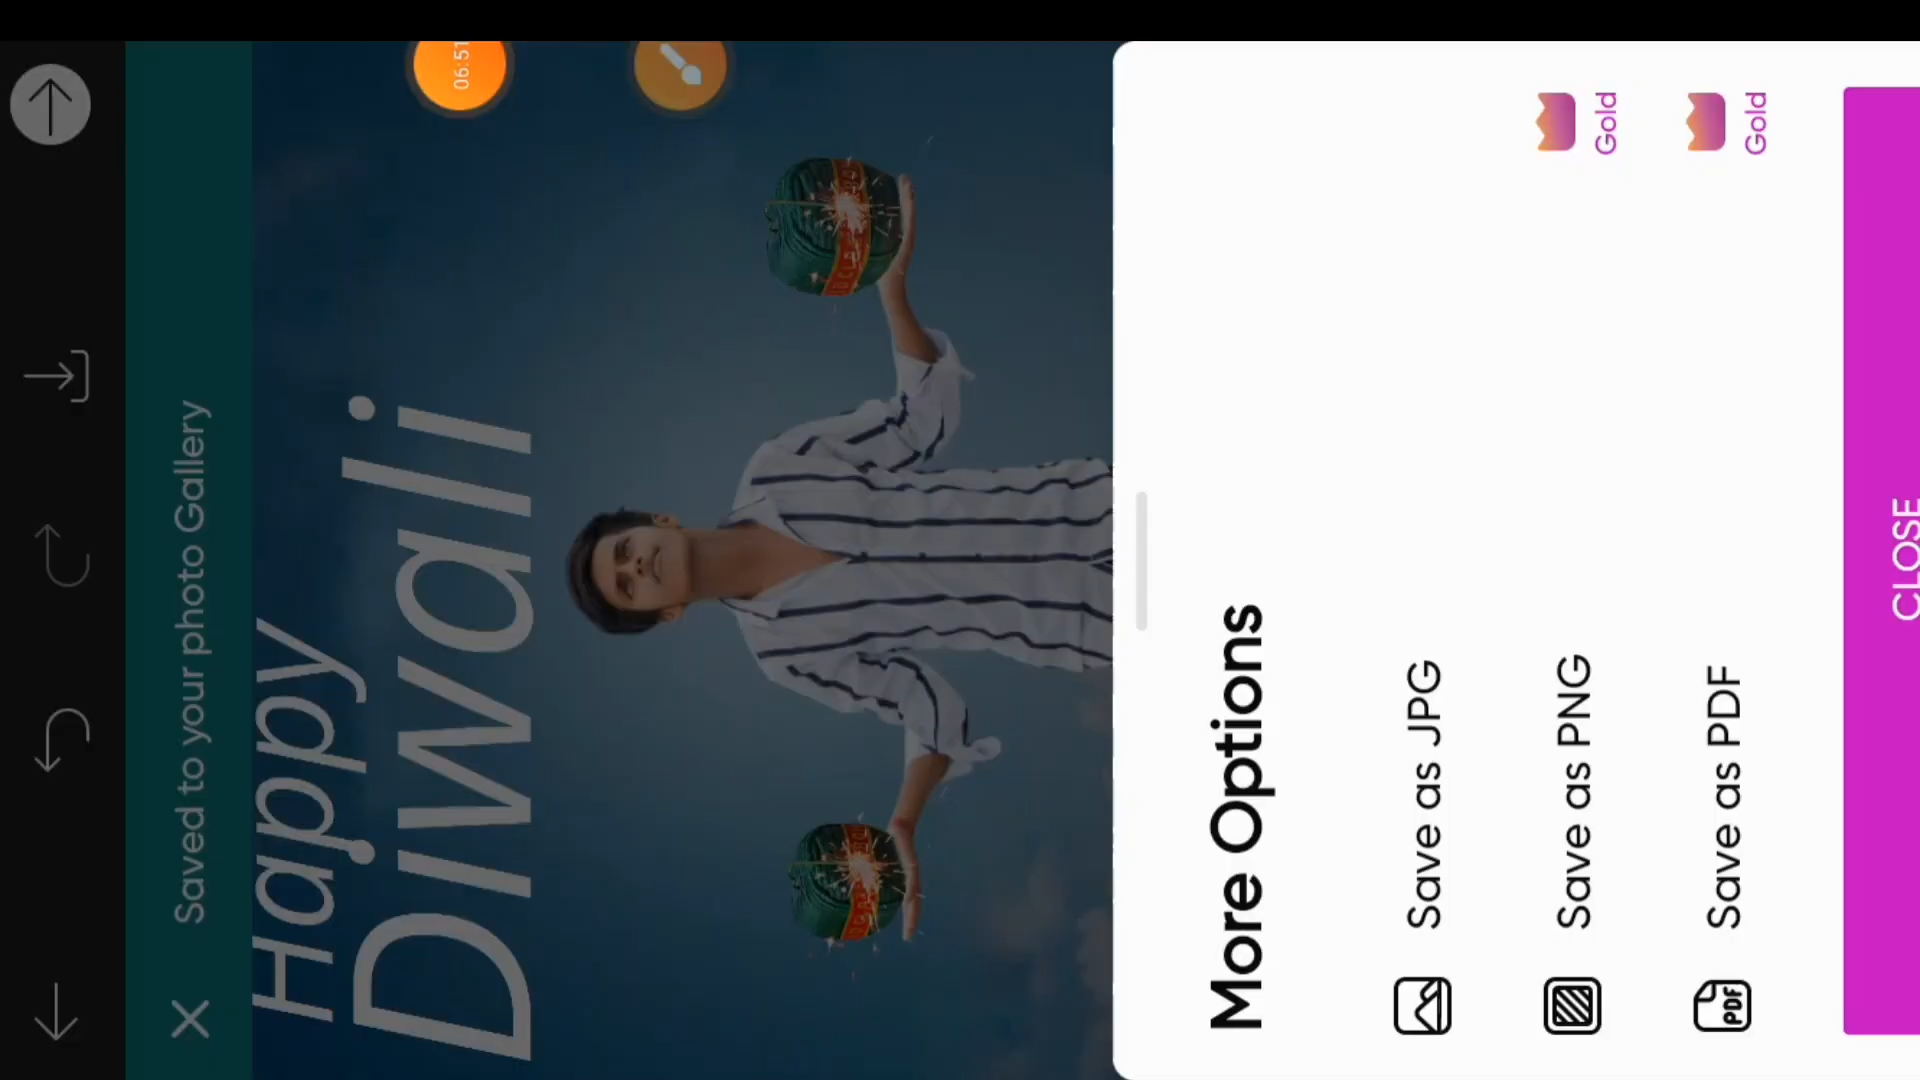 06:51
Saved to your photo Gallery
Happy
Diwali
More Options
Save as JPG
Save as PNG
Gold
Save as PDF
Gold
CLOSE